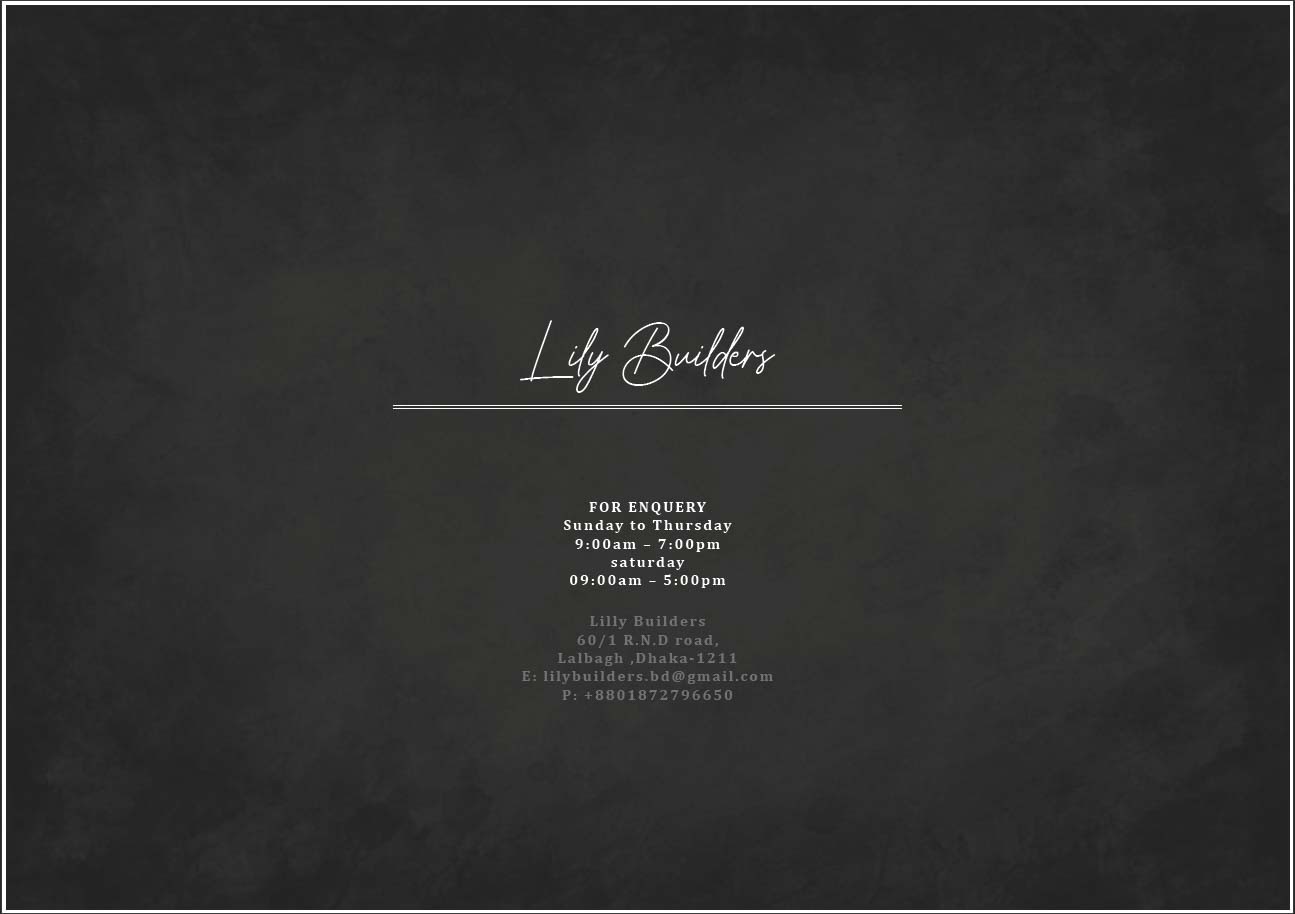 Lily Builders
FOR ENQUERY
Sunday to Thursday
9:00am – 7:00pm
saturday
09:00am – 5:00pm
Lilly Builders
60/1 R.N.D road,
Lalbagh ,Dhaka-1211
E: lilybuilders.bd@gmail.com
P: +8801872796650